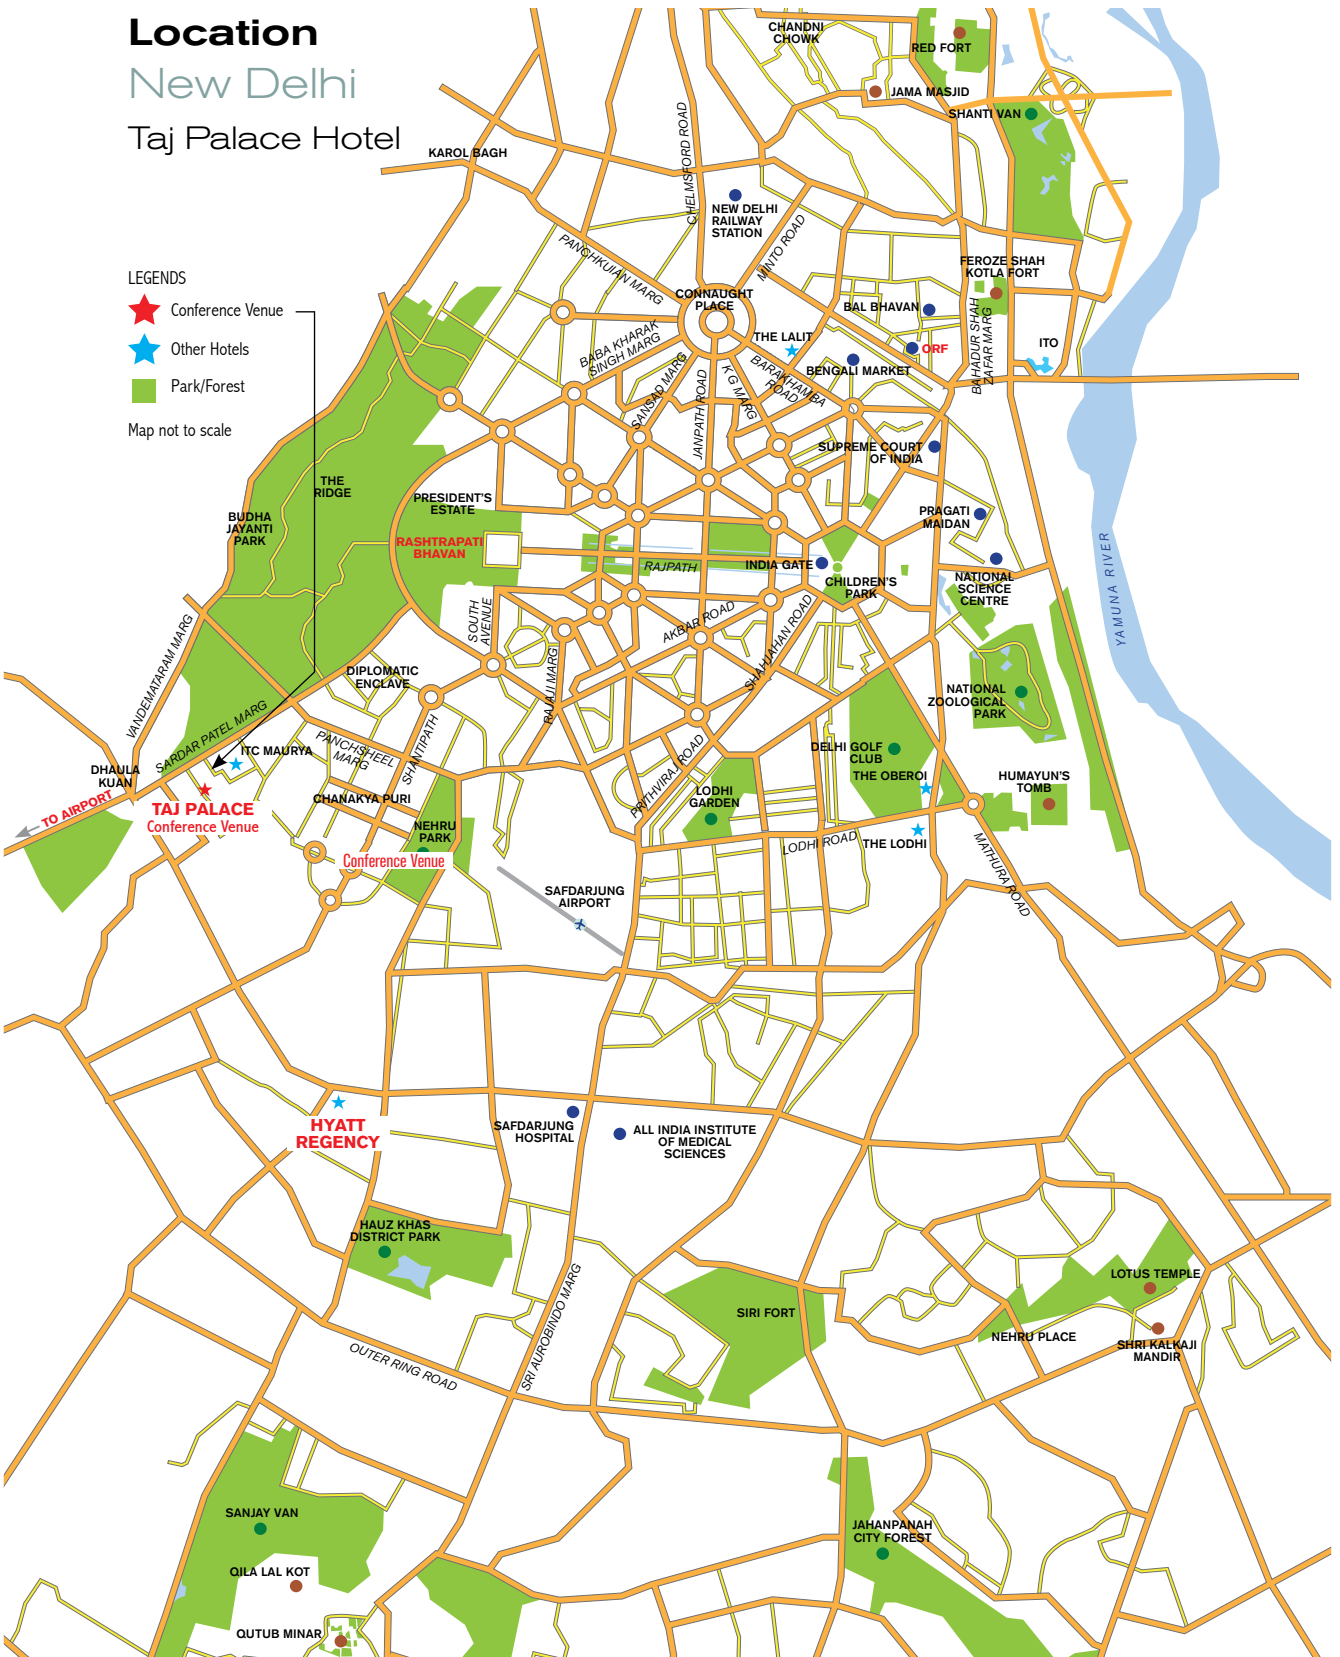 Location
New Delhi
Taj Palace Hotel
LEGENDS
Conference Venue
Other Hotels
Park/Forest
Map not to scale
CHANDNI
CHOWK
RED FORT
JAMA MASJID
SHANTI VAN
KAROL BAGH
CHELMSFORD ROAD
NEW DELHI
RAILWAY
STATION
MINTO ROAD
PANCHKUIAN MARG
FEROZE SHAH
KOTLA FORT
CONNAUGHT
PLACE
BAL BHAVAN
THE LALIT
ORF
ITO
BAHADUR SHAH
ZAFAR MARG
BABA KHARAK
SINGH MARG
SANSAD MARG
JANPATH ROAD
K G MARG
BARAKHAMBA
ROAD
BENGALI MARKET
SUPREME COURT
OF INDIA
THE
RIDGE
BUDHA
JAYANTI
PARK
PRESIDENT'S
ESTATE
RASHTRAPATI
BHAVAN
PRAGATI
MAIDAN
RAJPATH
INDIA GATE
CHILDREN'S
PARK
NATIONAL
SCIENCE
CENTRE
YAMUNA RIVER
SOUTH
AVENUE
AKBAR ROAD
SHAHJAHAN ROAD
VANDEMATARAM MARG
DIPLOMATIC
ENCLAVE
RAJAJI MARG
NATIONAL
ZOOLOGICAL
PARK
SARDAR PATEL MARG
ITC MAURYA
PANCHSHEEL
MARG
SHANTIPATH
PRITHVIRAJ ROAD
DELHI GOLF
CLUB
THE OBEROI
HUMAYUN'S
TOMB
DHAULA
KUAN
TO AIRPORT
TAJ PALACE
Conference Venue
CHANAKYA PURI
NEHRU
PARK
Conference Venue
LODHI
GARDEN
LODHI ROAD
THE LODHI
MATHURA ROAD
SAFDARJUNG
AIRPORT
HYATT
REGENCY
SAFDARJUNG
HOSPITAL
ALL INDIA INSTITUTE
OF MEDICAL
SCIENCES
HAUZ KHAS
DISTRICT PARK
SRI AUROBINDO MARG
SIRI FORT
LOTUS TEMPLE
NEHRU PLACE
SHRI KALKAJI
MANDIR
OUTER RING ROAD
SANJAY VAN
JAHANPANAH
CITY FOREST
QILA LAL KOT
QUTUB MINAR